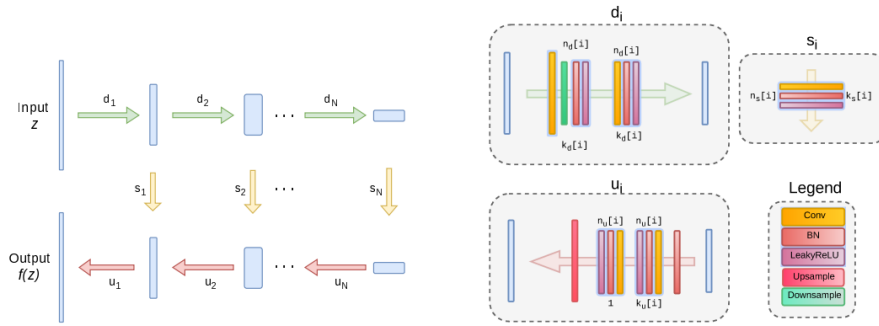 Input
z
d1
d2
...
dN
s1
s2
...
sN
Output
f(z)
u1
u2
...
uN
di
nd[i]
nd[i]
kd[i]
kd[i]
si
ns[i]
ks[i]
ui
nu[i]
nu[i]
1
ku[i]
Legend
Conv
BN
LeakyReLU
Upsample
Downsample